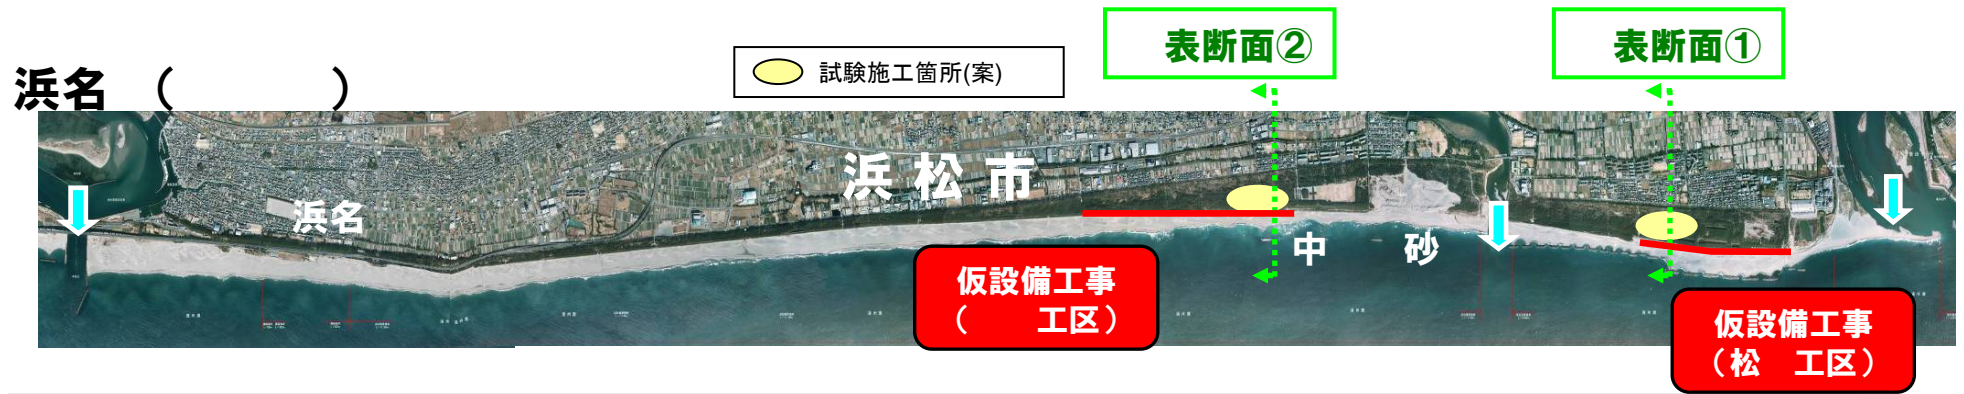 表断面②
表断面①
浜名 (　　　)
試験施工箇所(案)
浜松市
浜名
中　砂
仮設備工事
(　　工区)
仮設備工事
(松　工区)